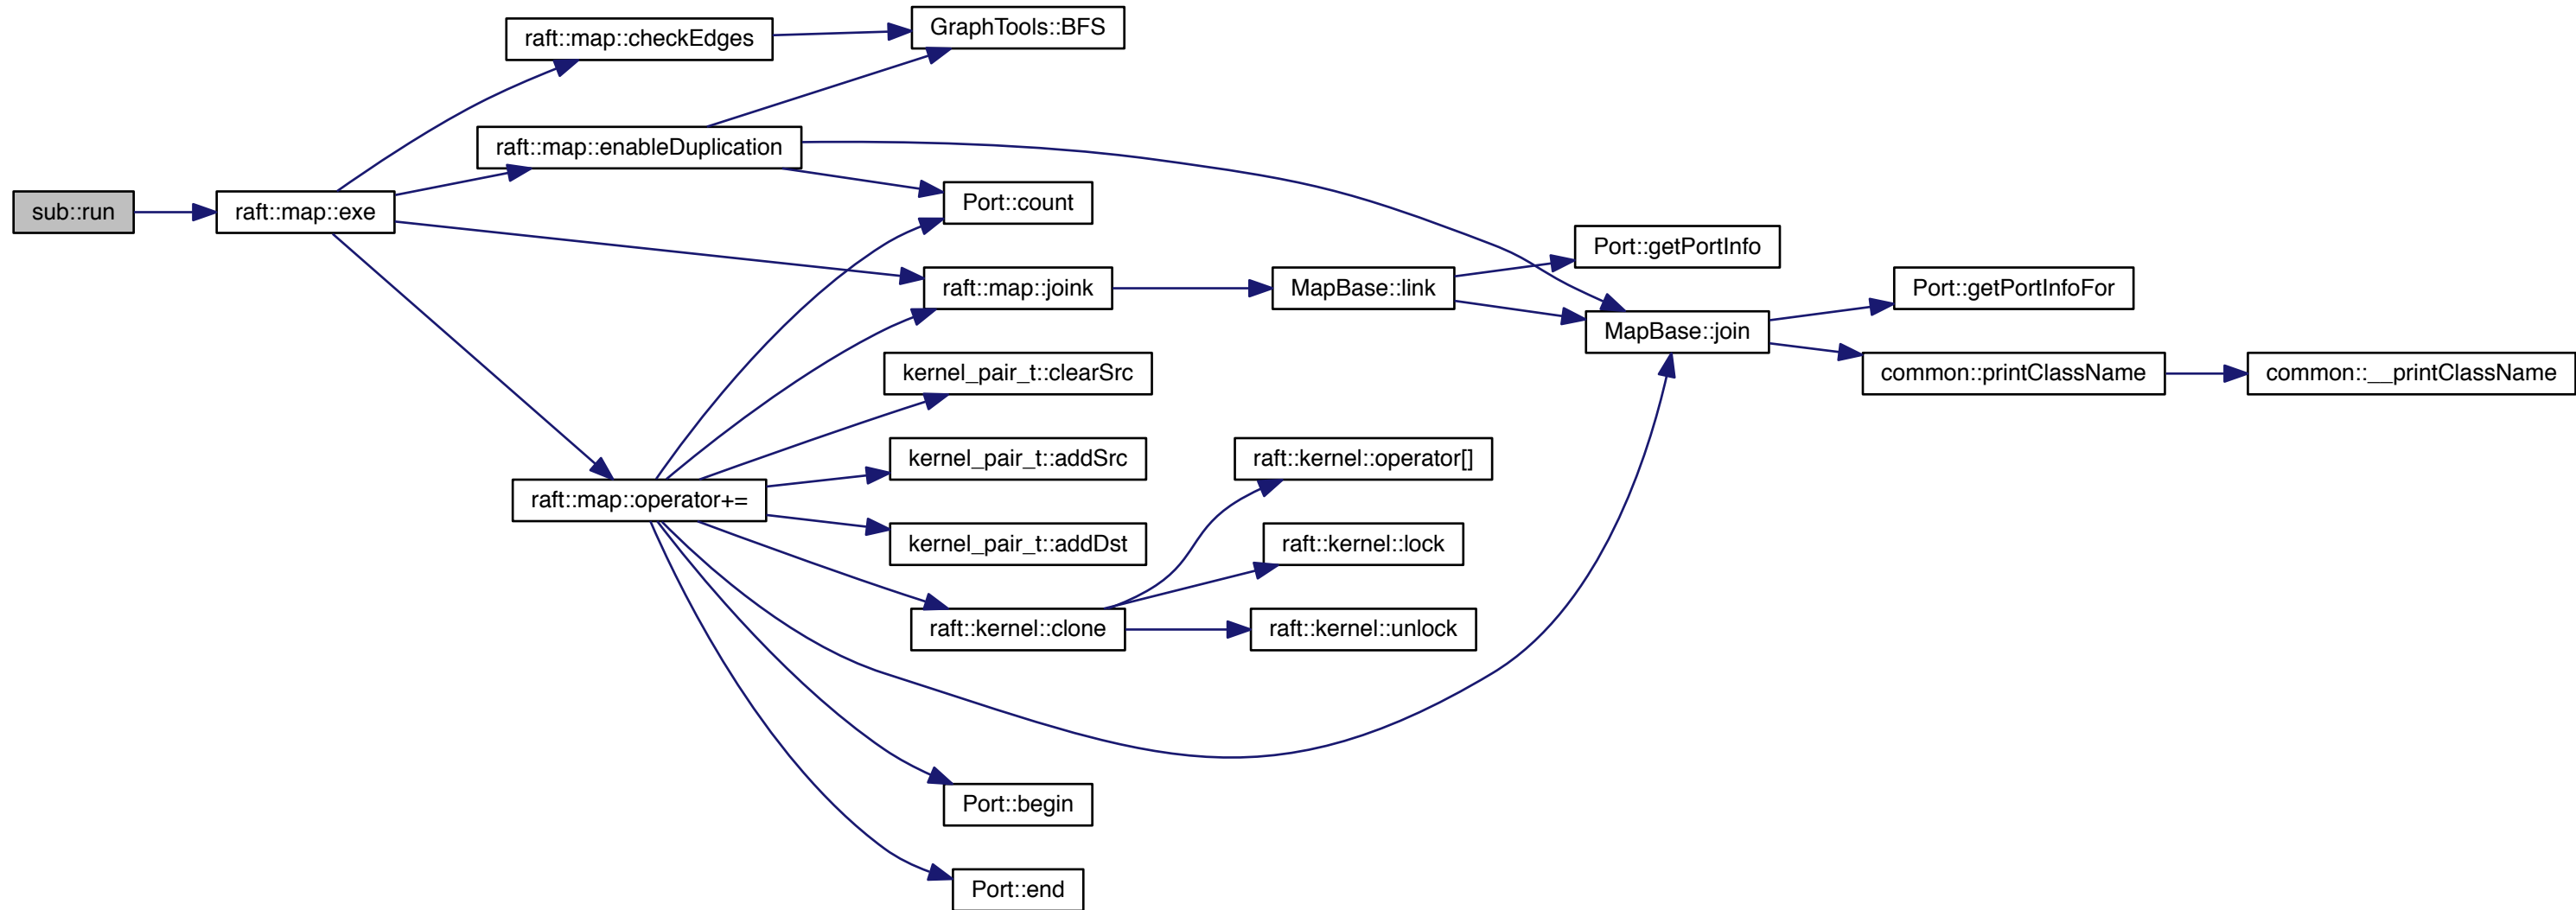 sub::run
raft::map::exe
raft::map::checkEdges
raft::map::enableDuplication
raft::map::operator+=
GraphTools::BFS
Port::count
raft::map::joink
kernel_pair_t::clearSrc
kernel_pair_t::addSrc
kernel_pair_t::addDst
raft::kernel::clone
Port::begin
Port::end
MapBase::link
raft::kernel::operator[]
raft::kernel::lock
raft::kernel::unlock
Port::getPortInfo
MapBase::join
Port::getPortInfoFor
common::printClassName
common::__printClassName